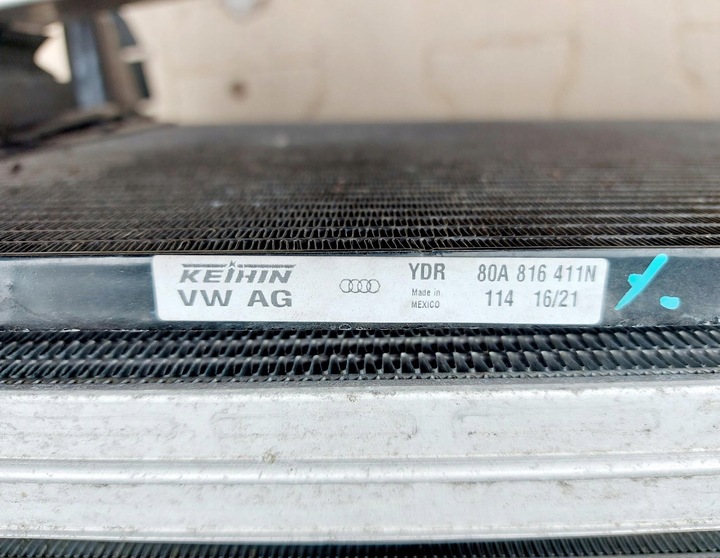 KEIHIN YDR 80A 816 411N
VW AG Made in MEXICO 114 16/21